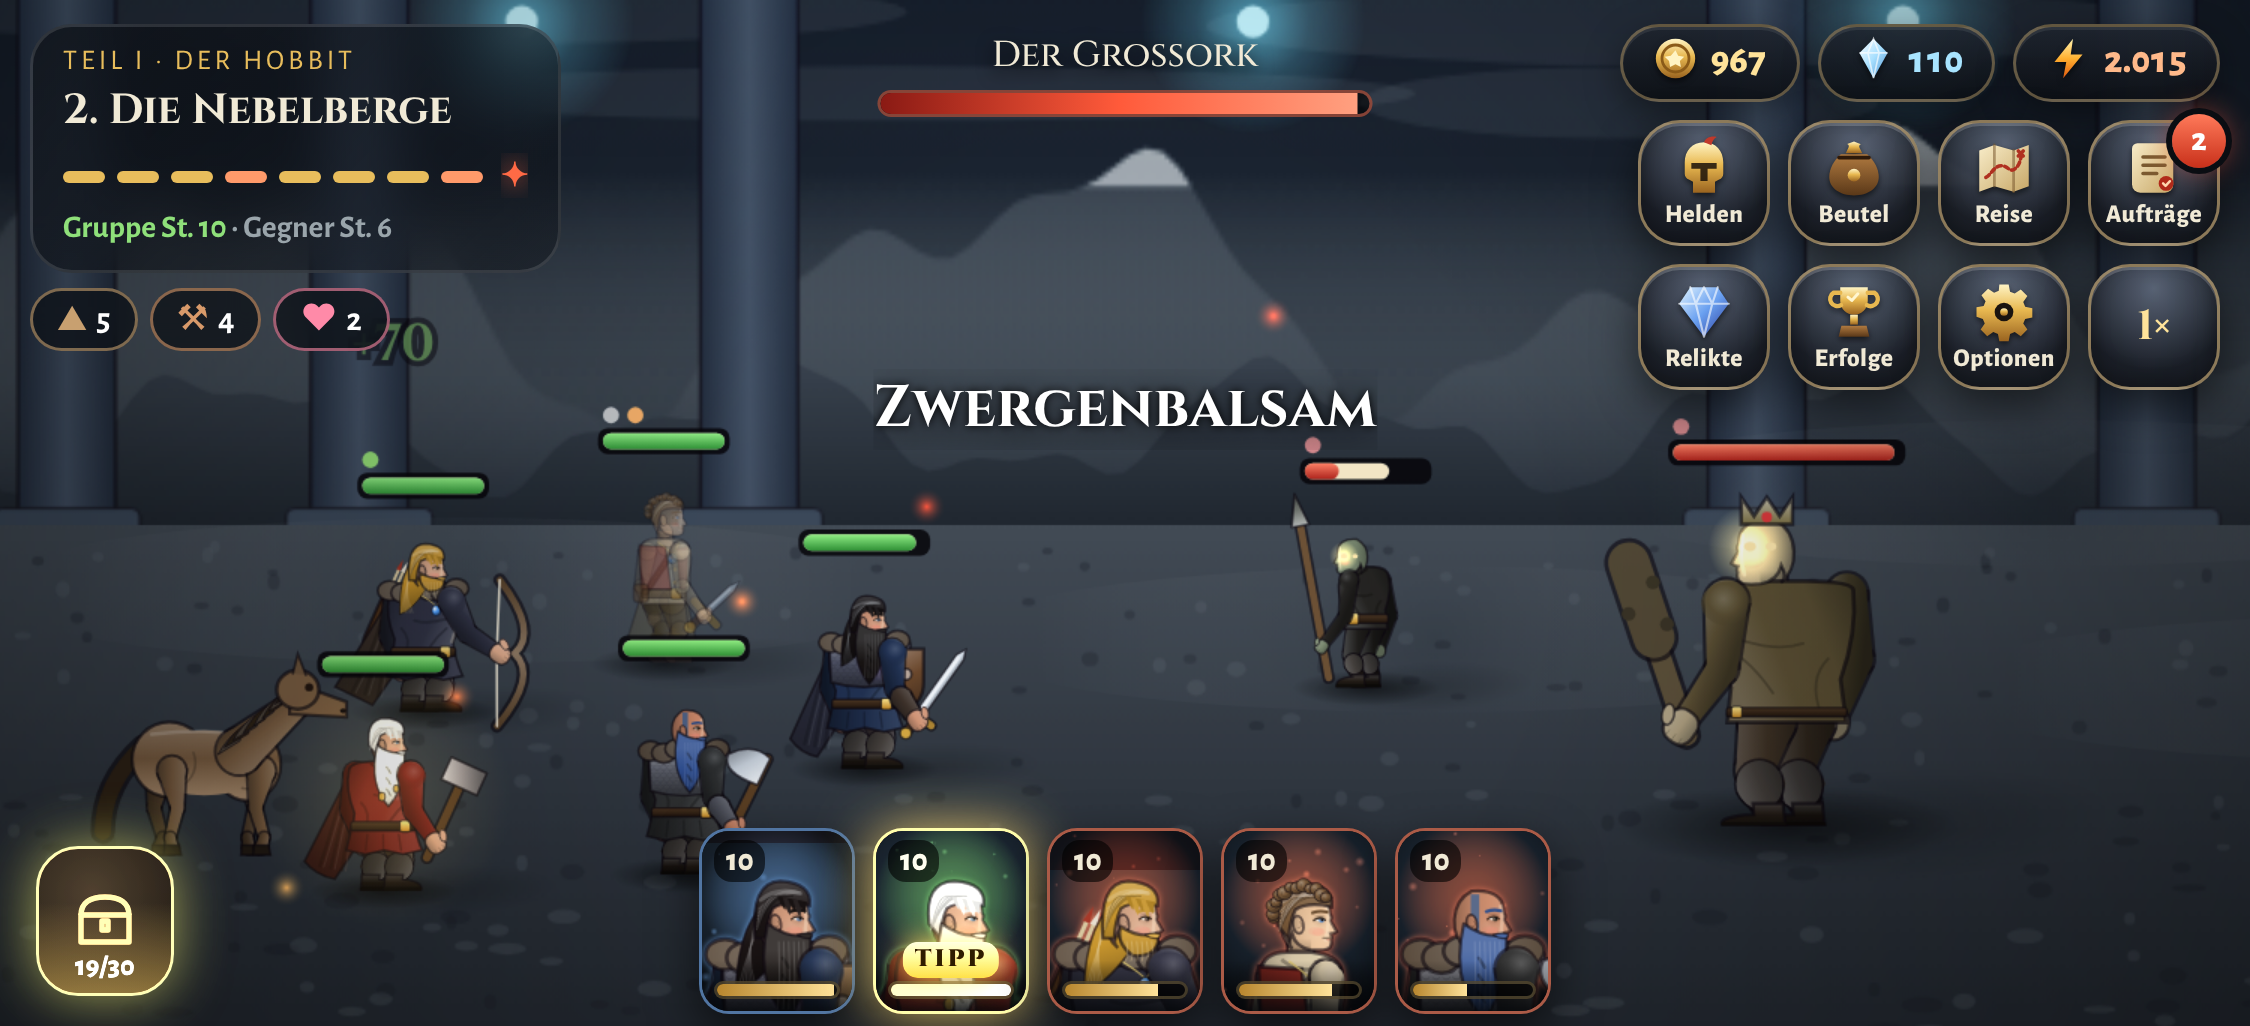 TEIL I · DER HOBBIT
2. DIE NEBELBERGE
Gruppe St. 10 · Gegner St. 6
5
4
2
+70
DER GROSSORK
967
110
2.015
2
Helden
Beutel
Reise
Aufträge
Relikte
Erfolge
Optionen
1×
ZWERGENBALSAM
19/30
10
10
10
10
10
TIPP